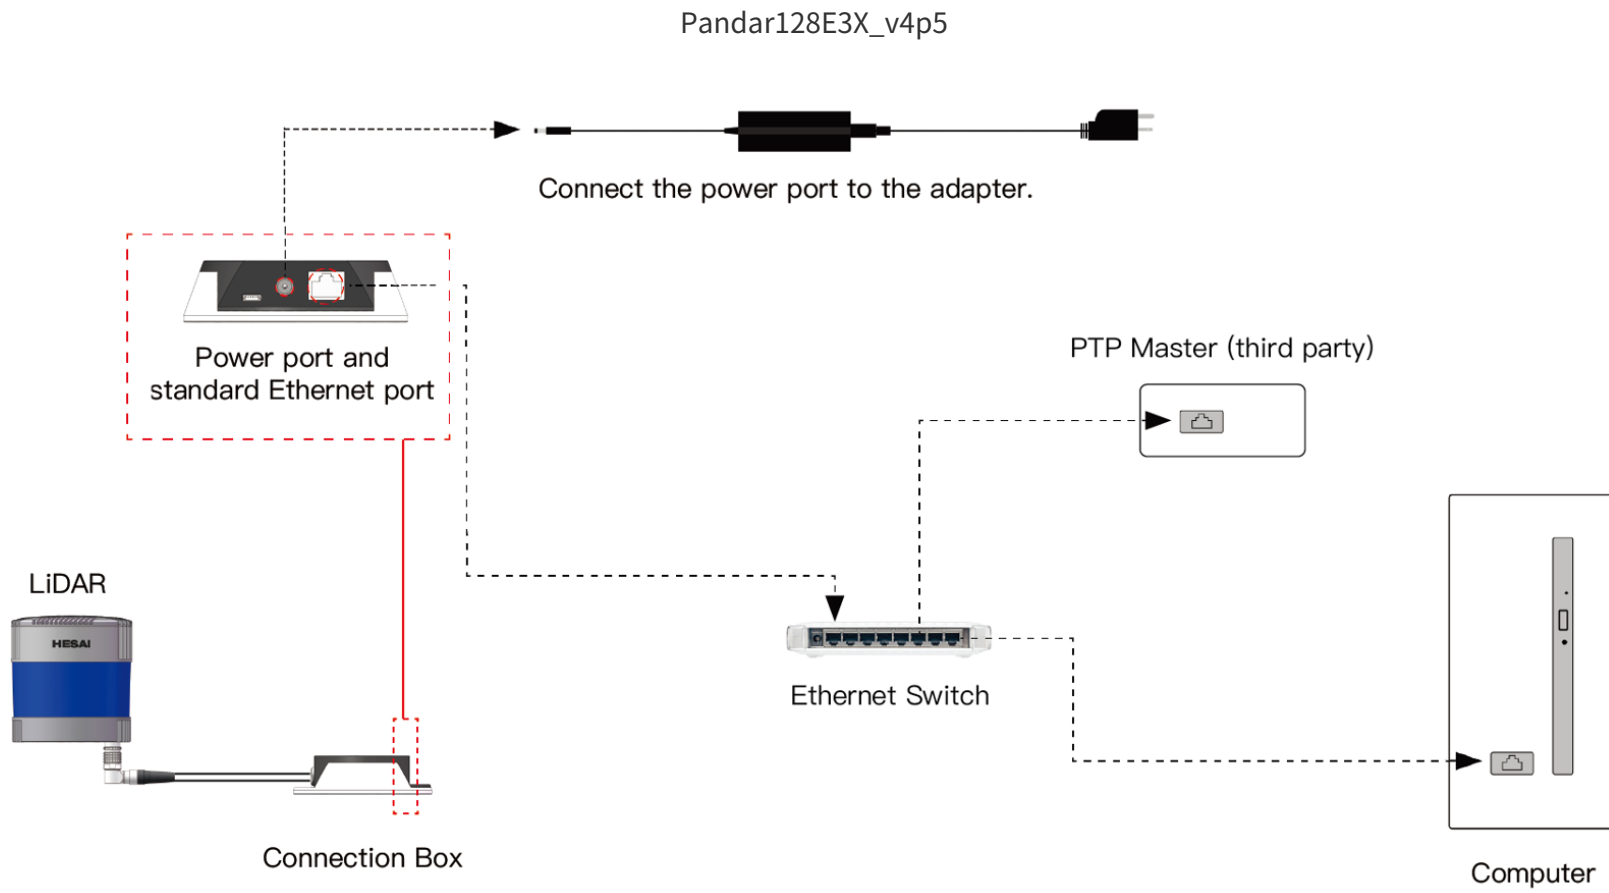 Pandar128E3X_v4p5
Connect the power port to the adapter.
Power port and
standard Ethernet port
PTP Master (third party)
LiDAR
HESAI
Ethernet Switch
Connection Box
Computer